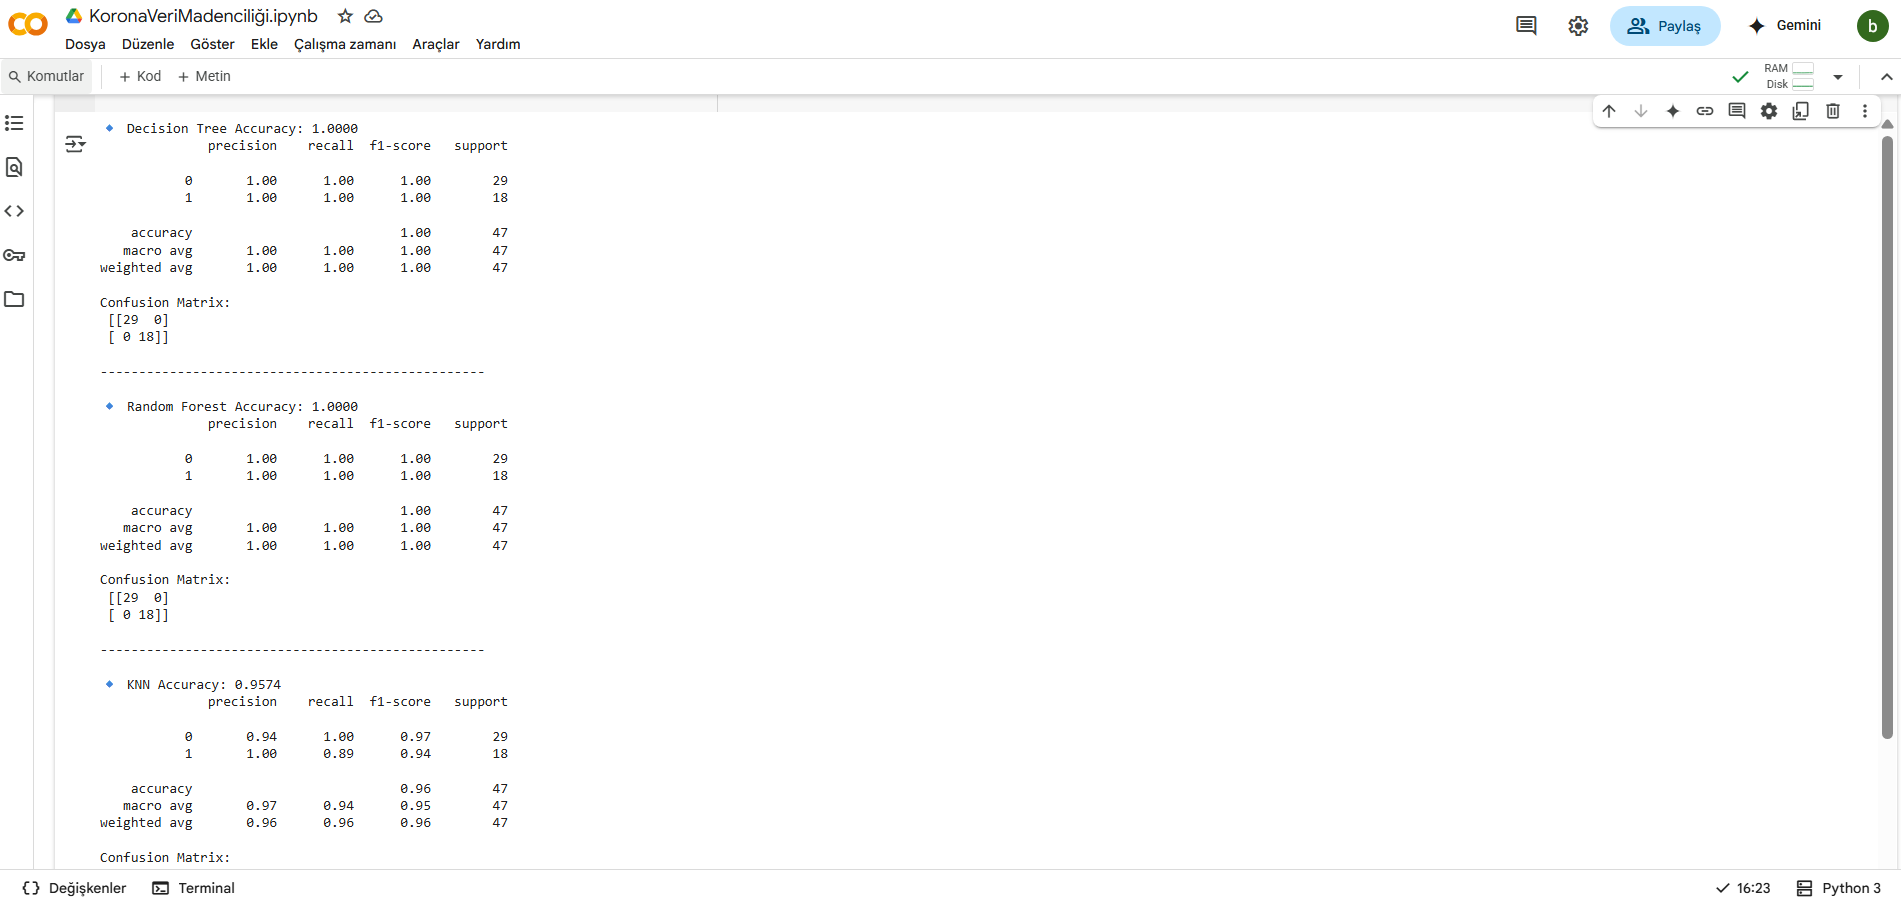 KoronaVeriMadenciliği.ipynb
Dosya Düzenle Göster Ekle Çalışma zamanı Araçlar Yardım
Paylaş
Gemini
b
Komutlar + Kod + Metin
RAM
Disk
Decision Tree Accuracy: 1.0000
precision recall f1-score support
0 1.00 1.00 1.00 29
1 1.00 1.00 1.00 18
accuracy 1.00 47
macro avg 1.00 1.00 1.00 47
weighted avg 1.00 1.00 1.00 47
Confusion Matrix:
[[29 0]
[ 0 18]]
--------------------------------------------------
Random Forest Accuracy: 1.0000
precision recall f1-score support
0 1.00 1.00 1.00 29
1 1.00 1.00 1.00 18
accuracy 1.00 47
macro avg 1.00 1.00 1.00 47
weighted avg 1.00 1.00 1.00 47
Confusion Matrix:
[[29 0]
[ 0 18]]
--------------------------------------------------
KNN Accuracy: 0.9574
precision recall f1-score support
0 0.94 1.00 0.97 29
1 1.00 0.89 0.94 18
accuracy 0.96 47
macro avg 0.97 0.94 0.95 47
weighted avg 0.96 0.96 0.96 47
Confusion Matrix:
Değişkenler Terminal
16:23 Python 3